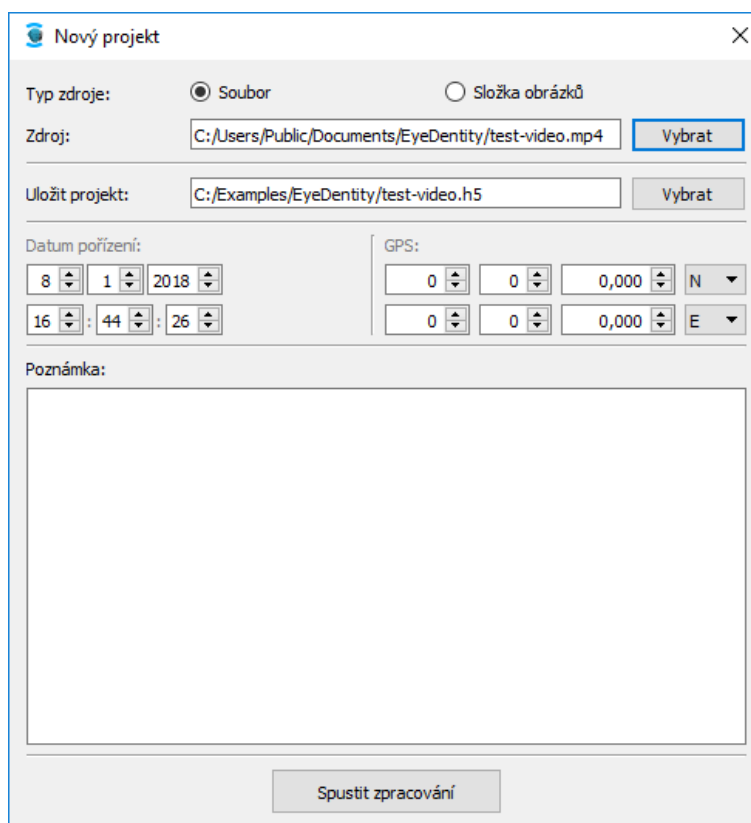 Nový projekt
Typ zdroje: Soubor Složka obrázků
Zdroj: C:/Users/Public/Documents/EyeDentity/test-video.mp4 Vybrat
Uložit projekt: C:/Examples/EyeDentity/test-video.h5 Vybrat
Datum pořízení: GPS:
8 1 2018 0 0 0,000 N
16 : 44 : 26 0 0 0,000 E
Poznámka:
Spustit zpracování